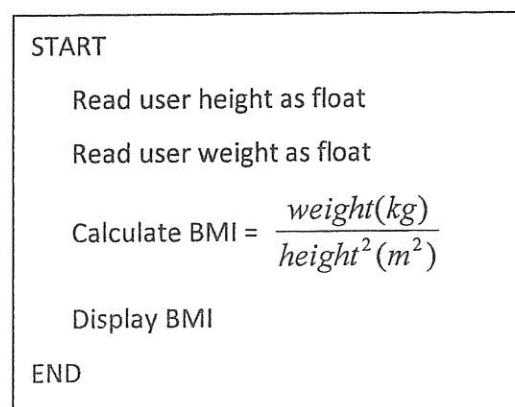 START
Read user height as float
Read user weight as float
Calculate BMI = weight(kg) / height²(m²)
Display BMI
END